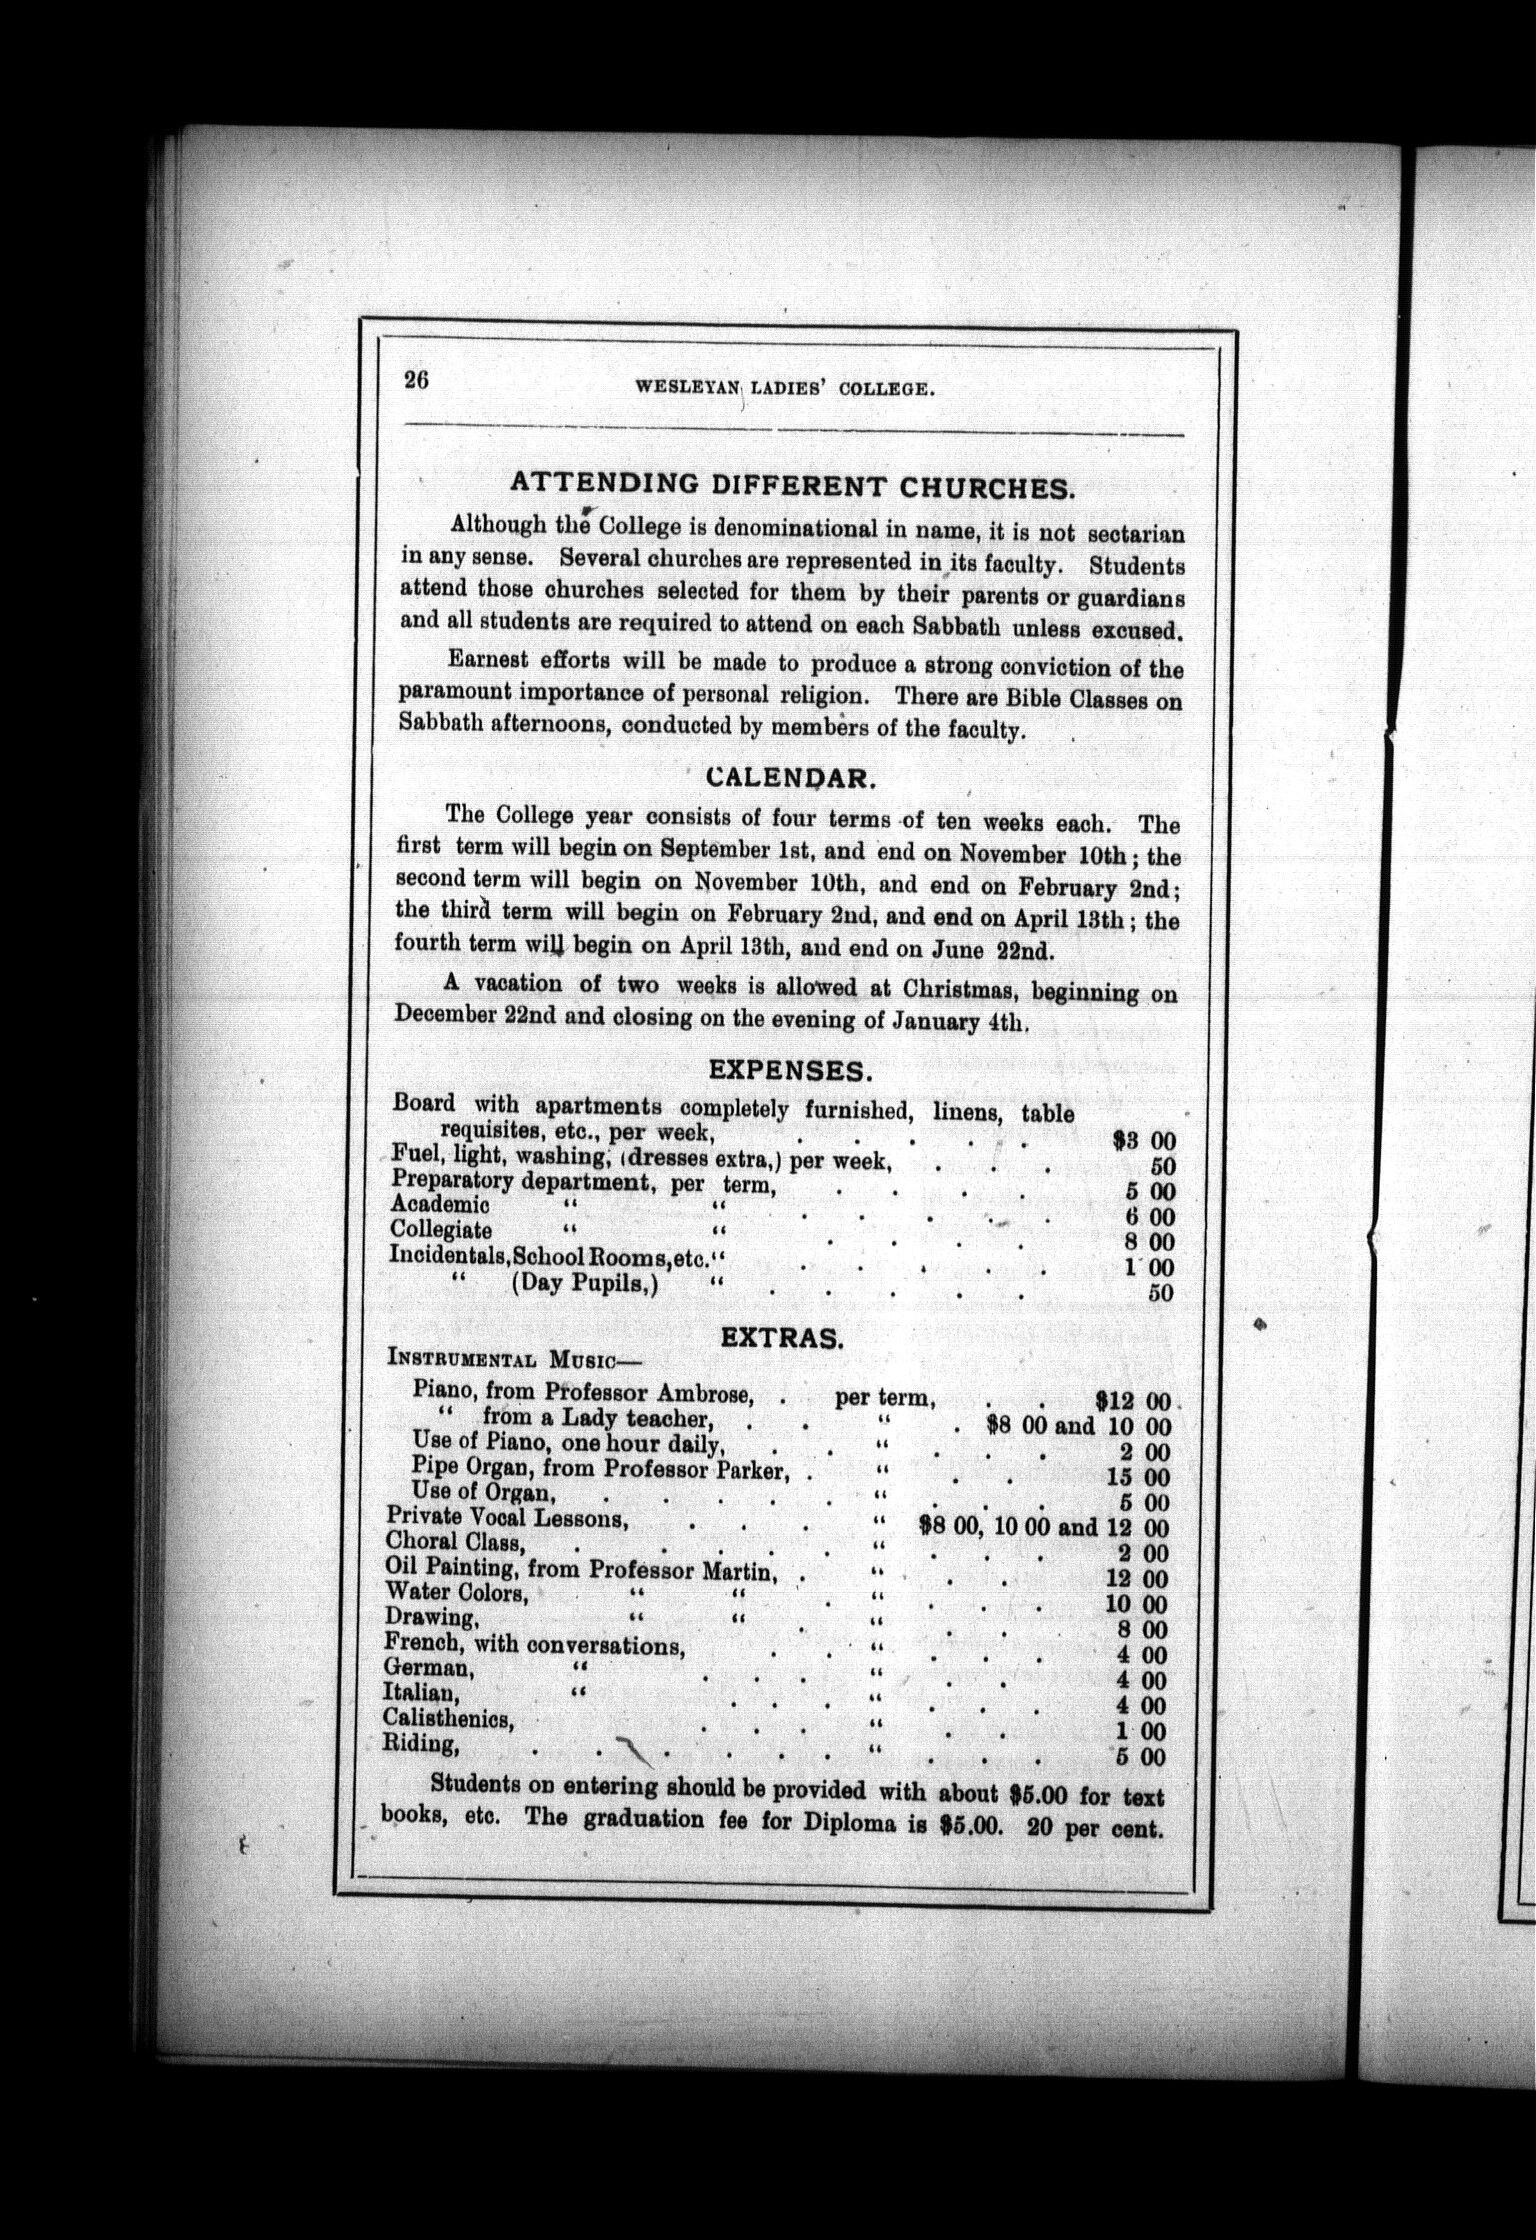 26
WESLEYAN LADIES' COLLEGE.
ATTENDING DIFFERENT CHURCHES.
Although the College is denominational in name, it is not sectarian
in any sense. Several churches are represented in its faculty. Students
attend those churches selected for them by their parents or guardians
and all students are required to attend on each Sabbath unless excused.
Earnest efforts will be made to produce a strong conviction of the
paramount importance of personal religion. There are Bible Classes on
Sabbath afternoons, conducted by members of the faculty.
CALENDAR.
The College year consists of four terms of ten weeks each. The
first term will begin on September 1st, and end on November 10th; the
second term will begin on November 10th, and end on February 2nd;
the third term will begin on February 2nd, and end on April 13th; the
fourth term will begin on April 13th, and end on June 22nd.
A vacation of two weeks is allowed at Christmas, beginning on
December 22nd and closing on the evening of January 4th.
EXPENSES.
Board with apartments completely furnished, linens, table
requisites, etc., per week, . . . . . $3 00
Fuel, light, washing, (dresses extra,) per week, . . . 50
Preparatory department, per term, . . . . 5 00
Academic " " . . . . . 6 00
Collegiate " " . . . . 8 00
Incidentals, School Rooms, etc. " . . . . . 1 00
" (Day Pupils,) " . . . . . 50
EXTRAS.
INSTRUMENTAL MUSIC—
Piano, from Professor Ambrose, . per term, . . $12 00
" from a Lady teacher, . . " . $8 00 and 10 00
Use of Piano, one hour daily, . . " . . . 2 00
Pipe Organ, from Professor Parker, . " . . 15 00
Use of Organ, . . . . . " . . . 5 00
Private Vocal Lessons, . . . " $8 00, 10 00 and 12 00
Choral Class, . . . . . " . . . 2 00
Oil Painting, from Professor Martin, . " . . 12 00
Water Colors, " " . " . . . 10 00
Drawing, " " . " . . 8 00
French, with conversations, . . " . . . 4 00
German, " . . . " . . 4 00
Italian, " . . . " . . . 4 00
Calisthenics, . . . " . . 1 00
Riding, . . . . . . " . . . 5 00
Students on entering should be provided with about $5.00 for text
books, etc. The graduation fee for Diploma is $5.00. 20 per cent.